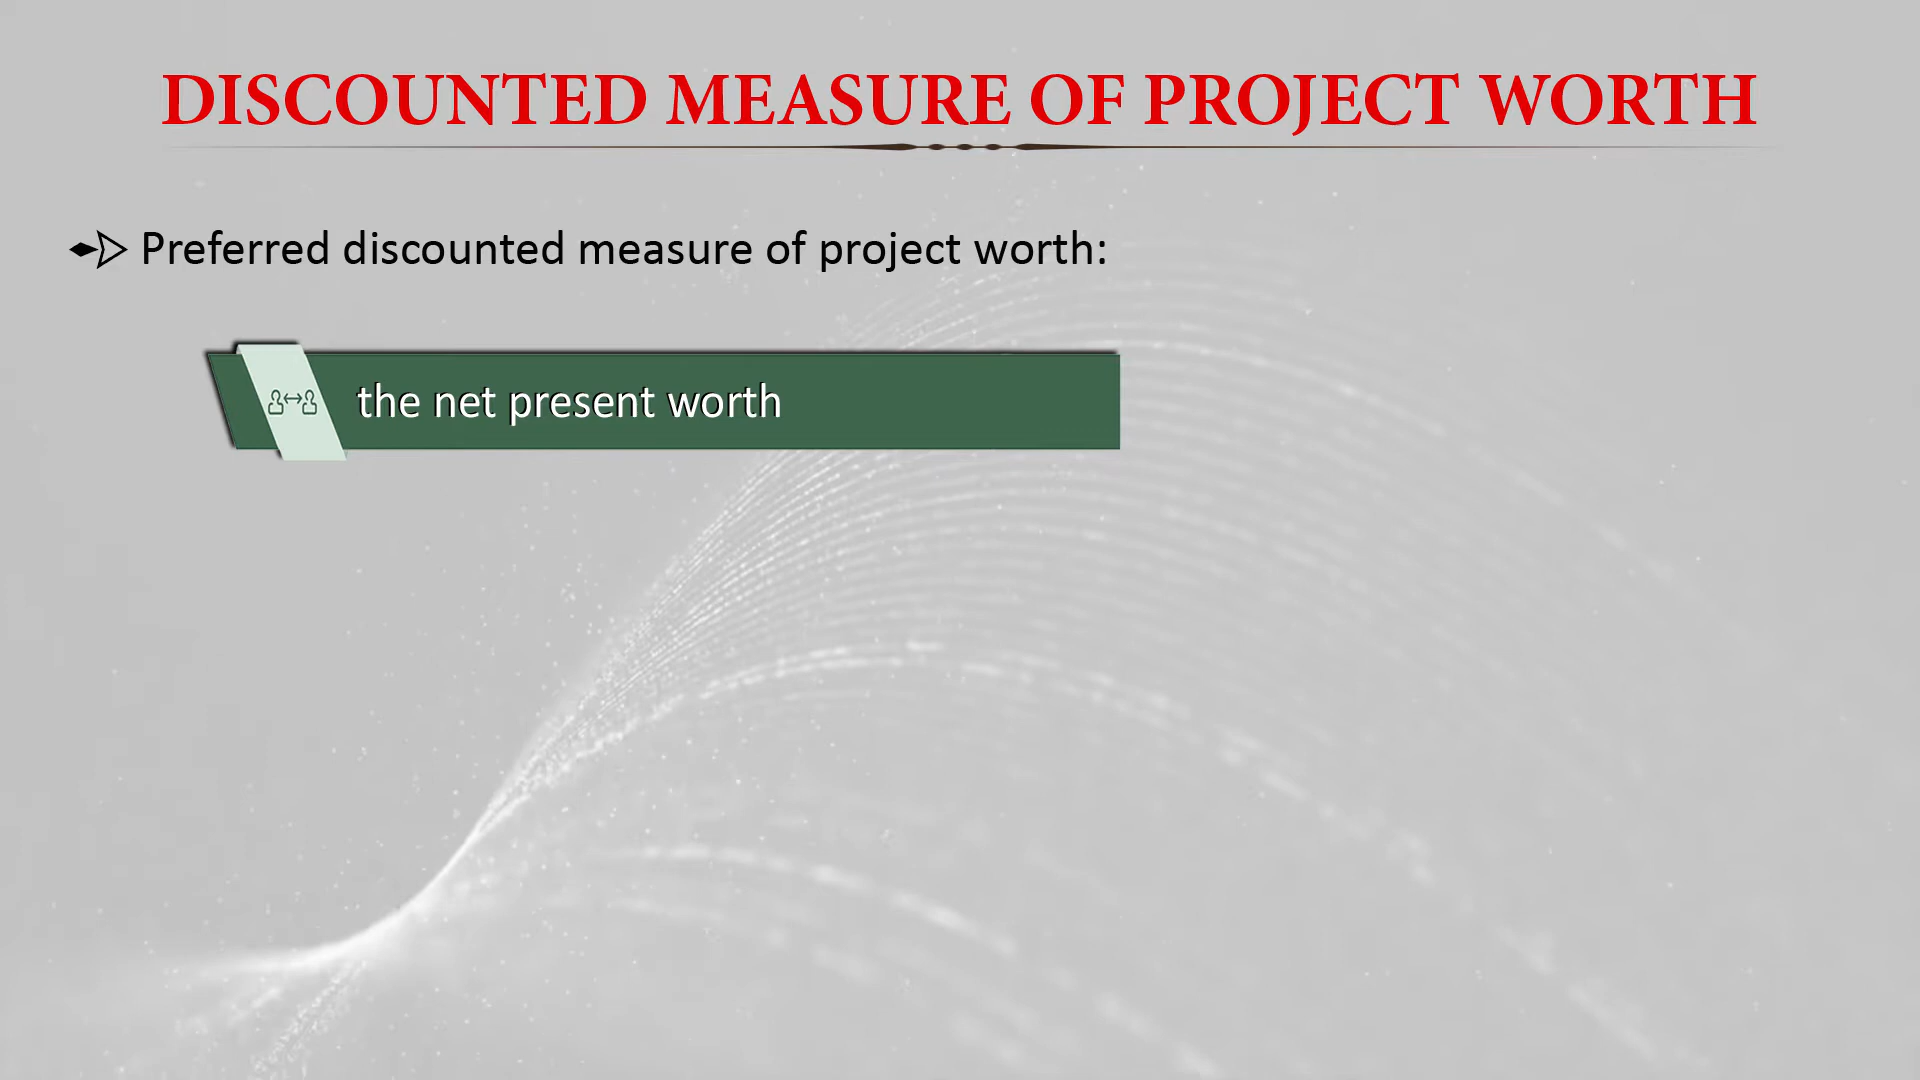 DISCOUNTED MEASURE OF PROJECT WORTH
Preferred discounted measure of project worth:
the net present worth